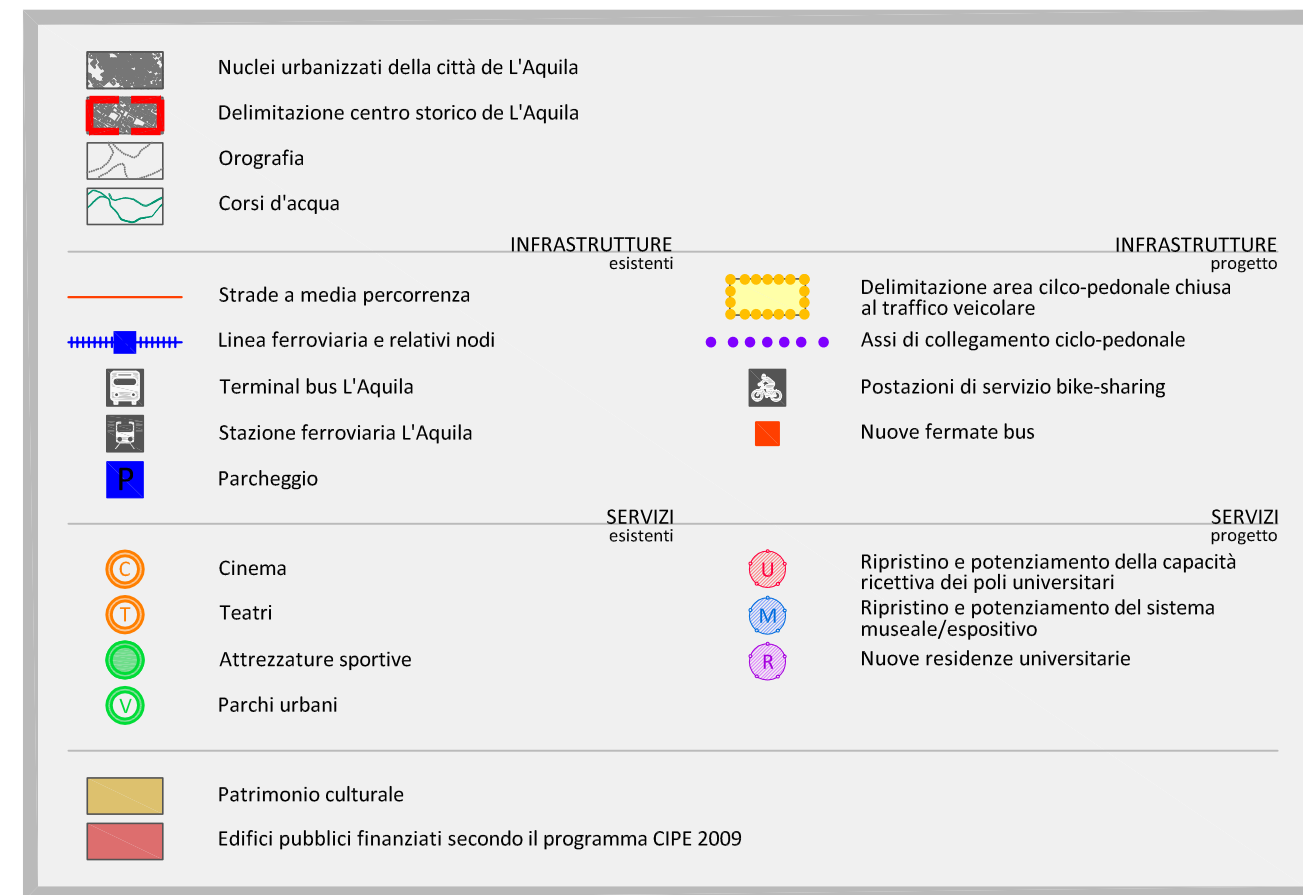 Nuclei urbanizzati della città de L'Aquila
Delimitazione centro storico de L'Aquila
Orografia
Corsi d'acqua
INFRASTRUTTURE
esistenti
Strade a media percorrenza
Linea ferroviaria e relativi nodi
Terminal bus L'Aquila
Stazione ferroviaria L'Aquila
P
Parcheggio
INFRASTRUTTURE
progetto
Delimitazione area cilco-pedonale chiusa
al traffico veicolare
Assi di collegamento ciclo-pedonale
Postazioni di servizio bike-sharing
Nuove fermate bus
SERVIZI
esistenti
C
Cinema
T
Teatri
Attrezzature sportive
V
Parchi urbani
SERVIZI
progetto
U
Ripristino e potenziamento della capacità
ricettiva dei poli universitari
M
Ripristino e potenziamento del sistema
museale/espositivo
R
Nuove residenze universitarie
Patrimonio culturale
Edifici pubblici finanziati secondo il programma CIPE 2009